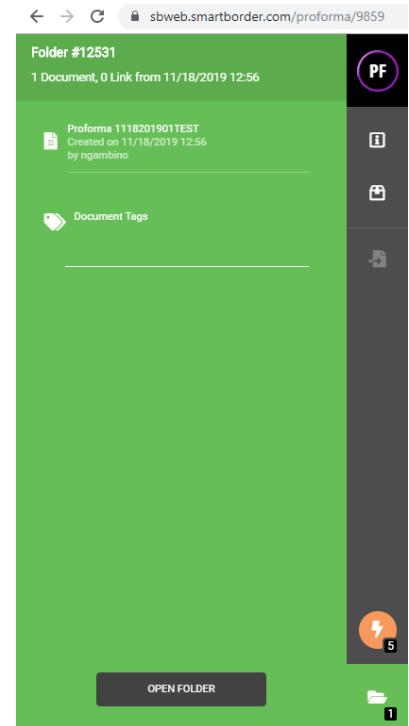 sbweb.smartborder.com/proforma/9859
Folder #12531
1 Document, 0 Link from 11/18/2019 12:56
PF
Proforma 1118201901TEST
Created on 11/18/2019 12:56
by ngambino
Document Tags
5
OPEN FOLDER
1